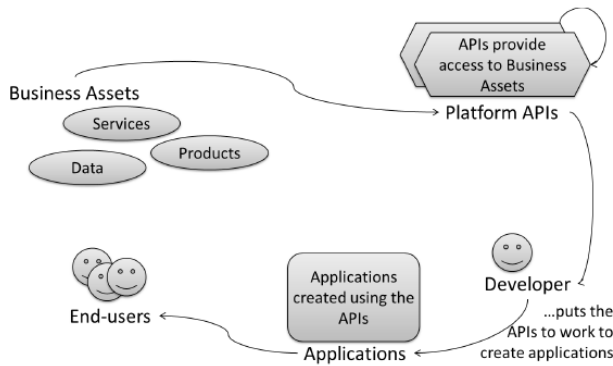 APIs provide
access to Business
Assets
Platform APIs
Business Assets
Services
Products
Data
Developer
...puts the
APIs to work to
create applications
Applications
created using the
APIs
Applications
End-users